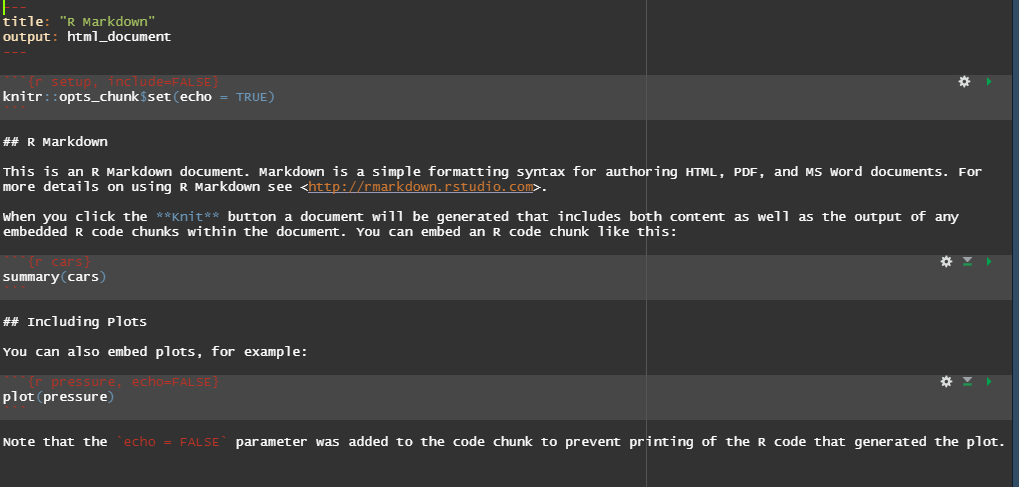 ---
title: "R Markdown"
output: html_document
---
```{r setup, include=FALSE}
knitr::opts_chunk$set(echo = TRUE)
```
## R Markdown
This is an R Markdown document. Markdown is a simple formatting syntax for authoring HTML, PDF, and MS Word documents. For
more details on using R Markdown see <http://rmarkdown.rstudio.com>.
When you click the **Knit** button a document will be generated that includes both content as well as the output of any
embedded R code chunks within the document. You can embed an R code chunk like this:
```{r cars}
summary(cars)
```
## Including Plots
You can also embed plots, for example:
```{r pressure, echo=FALSE}
plot(pressure)
```
Note that the `echo = FALSE` parameter was added to the code chunk to prevent printing of the R code that generated the plot.